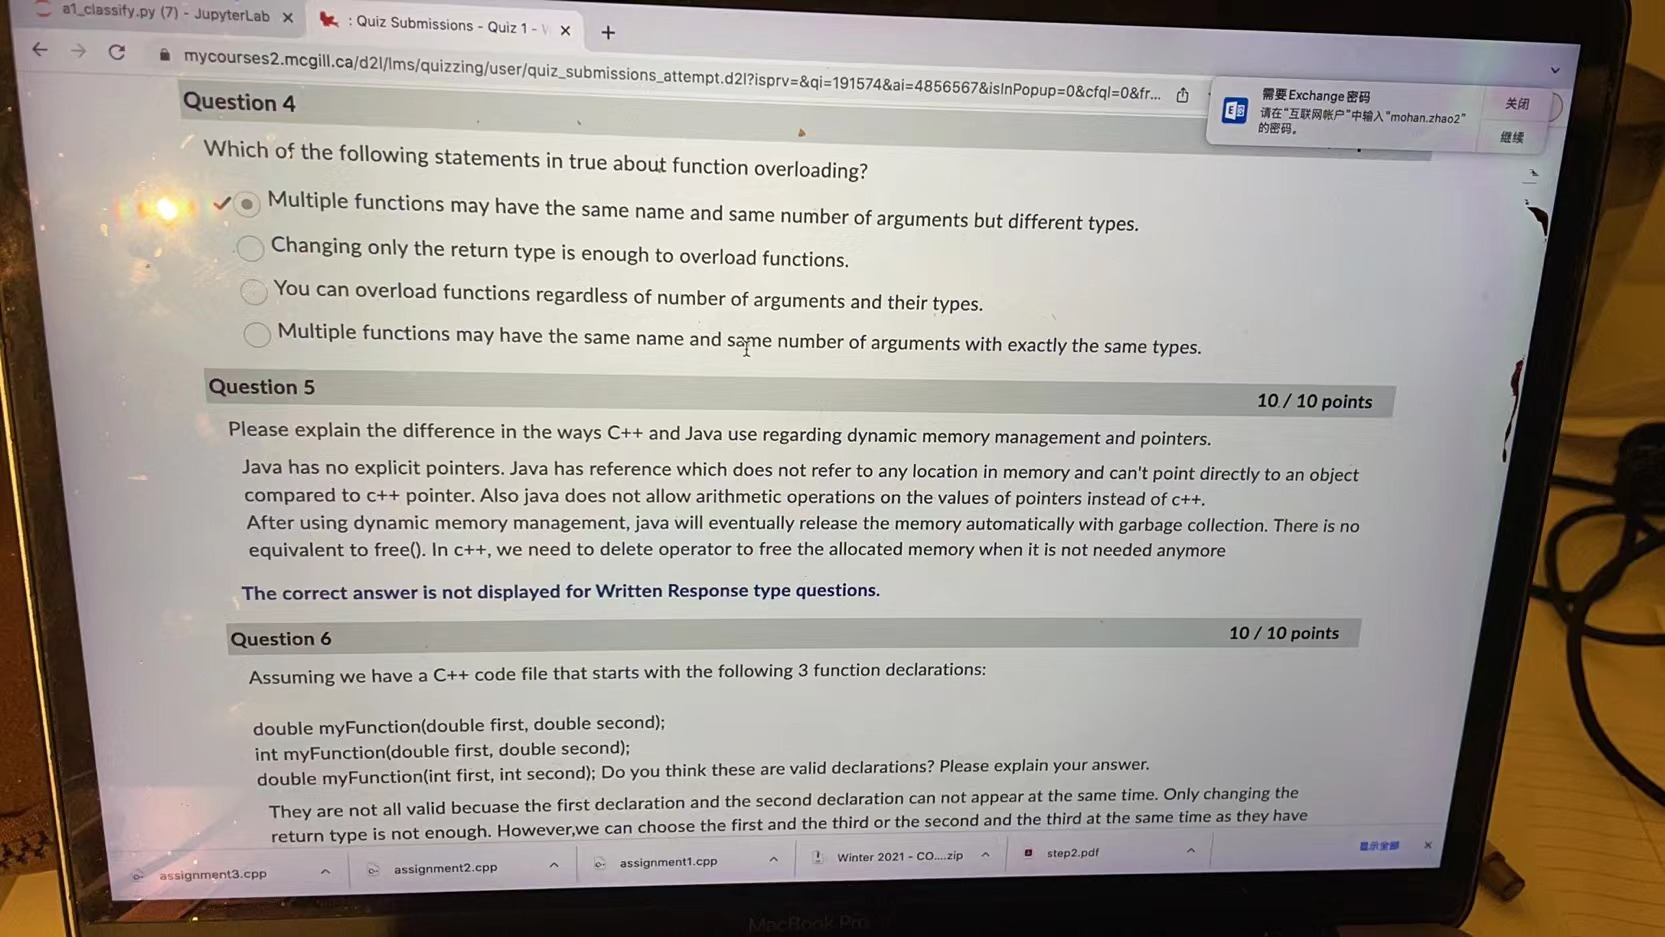 a1_classify.py (7) - JupyterLab ×
: Quiz Submissions - Quiz 1 - × +
mycourses2.mcgill.ca/d2l/lms/quizzing/user/quiz_submissions_attempt.d2l?isprv=&qi=191574&ai=4856567&isInPopup=0&cfql=0&fr...
需要 Exchange 密码
请在“互联网帐户”中输入“mohan.zhao2”
的密码。
关闭
继续
Question 4
Which of the following statements in true about function overloading?
Multiple functions may have the same name and same number of arguments but different types.
Changing only the return type is enough to overload functions.
You can overload functions regardless of number of arguments and their types.
Multiple functions may have the same name and same number of arguments with exactly the same types.
Question 5
10 / 10 points
Please explain the difference in the ways C++ and Java use regarding dynamic memory management and pointers.
Java has no explicit pointers. Java has reference which does not refer to any location in memory and can't point directly to an object
compared to c++ pointer. Also java does not allow arithmetic operations on the values of pointers instead of c++.
After using dynamic memory management, java will eventually release the memory automatically with garbage collection. There is no
equivalent to free(). In c++, we need to delete operator to free the allocated memory when it is not needed anymore
The correct answer is not displayed for Written Response type questions.
Question 6
10 / 10 points
Assuming we have a C++ code file that starts with the following 3 function declarations:
double myFunction(double first, double second);
int myFunction(double first, double second);
double myFunction(int first, int second); Do you think these are valid declarations? Please explain your answer.
They are not all valid becuase the first declaration and the second declaration can not appear at the same time. Only changing the
return type is not enough. However,we can choose the first and the third or the second and the third at the same time as they have
assignment3.cpp
assignment2.cpp
assignment1.cpp
Winter 2021 - CO....zip
step2.pdf
显示全部
MacBook Pro